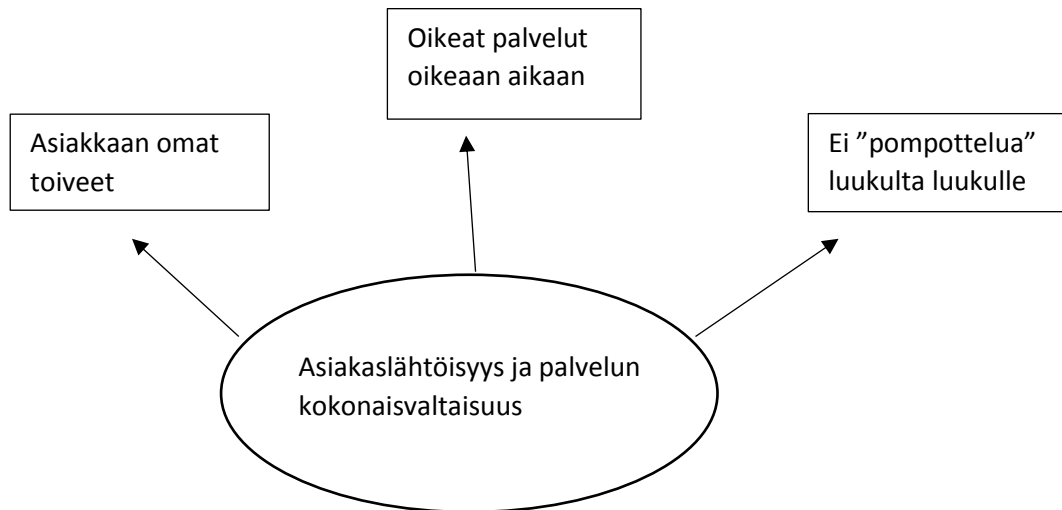 Oikeat palvelut
oikeaan aikaan
Asiakkaan omat
toiveet
Ei ”pompottelua”
luukulta luukulle
Asiakaslähtöisyys ja palvelun
kokonaisvaltaisuus